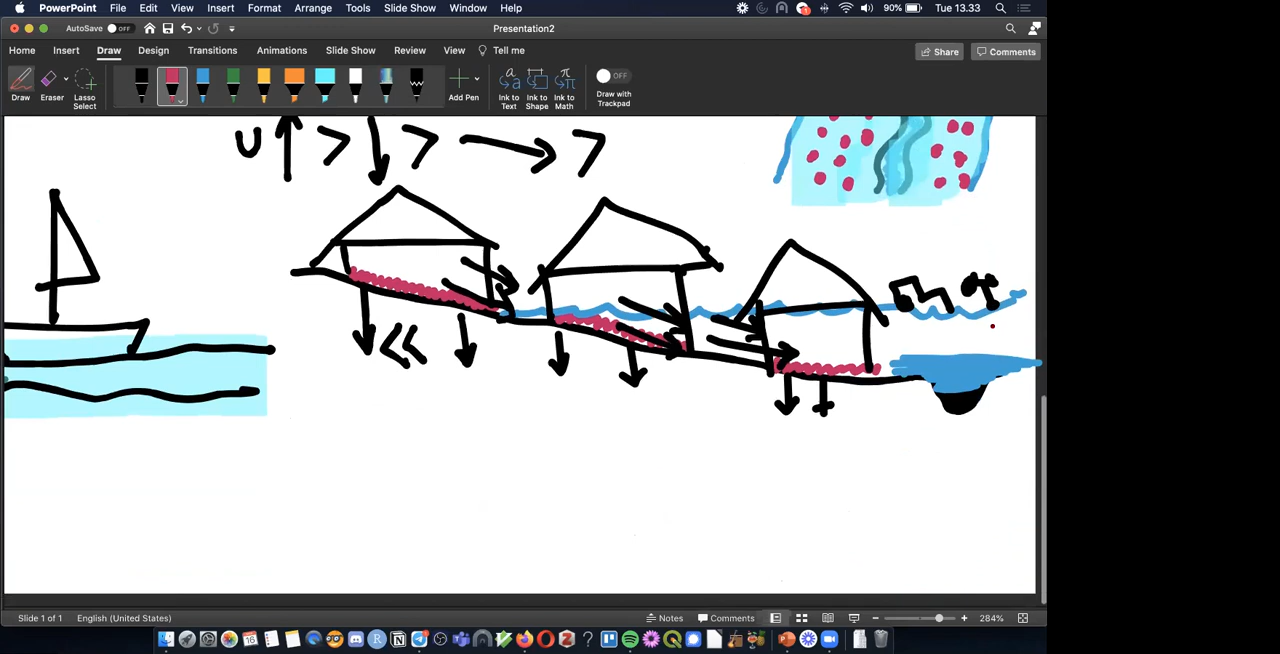 PowerPoint File Edit View Insert Format Arrange Tools Slide Show Window Help 90% Tue 13.33
AutoSave OFF Presentation2
Home Insert Draw Design Transitions Animations Slide Show Review View Tell me Share Comments
Draw Eraser Lasso Select Add Pen Ink to Text Ink to Shape Ink to Math OFF Draw with Trackpad
U ↑ > ↓ > → >
<<
Slide 1 of 1 English (United States) Notes Comments 284%